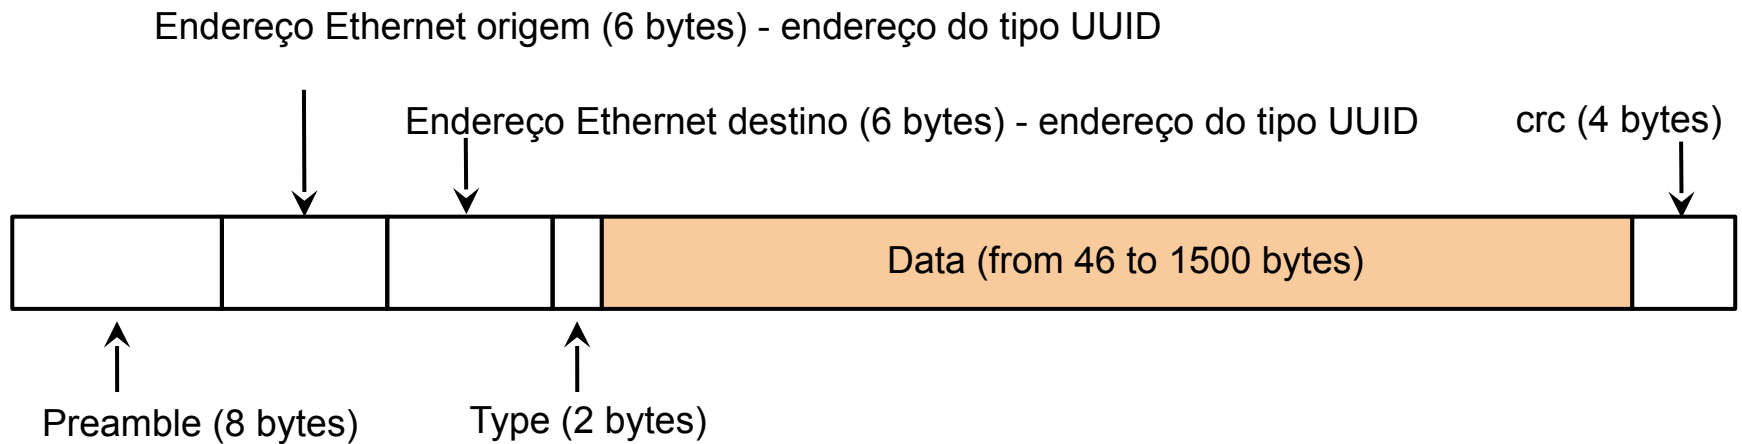 Endereço Ethernet origem (6 bytes) - endereço do tipo UUID
Endereço Ethernet destino (6 bytes) - endereço do tipo UUID
crc (4 bytes)
Data (from 46 to 1500 bytes)
Preamble (8 bytes)
Type (2 bytes)